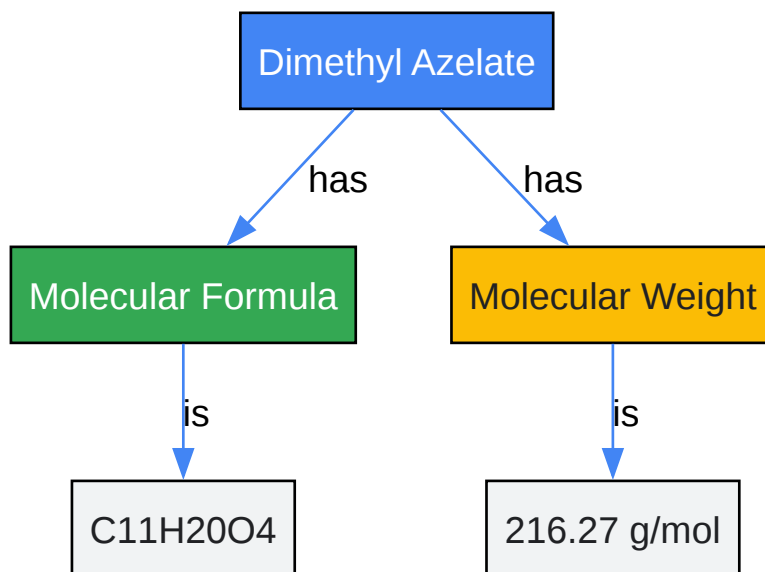 Dimethyl Azelate
has
has
Molecular Formula
Molecular Weight
is
is
C11H20O4
216.27 g/mol